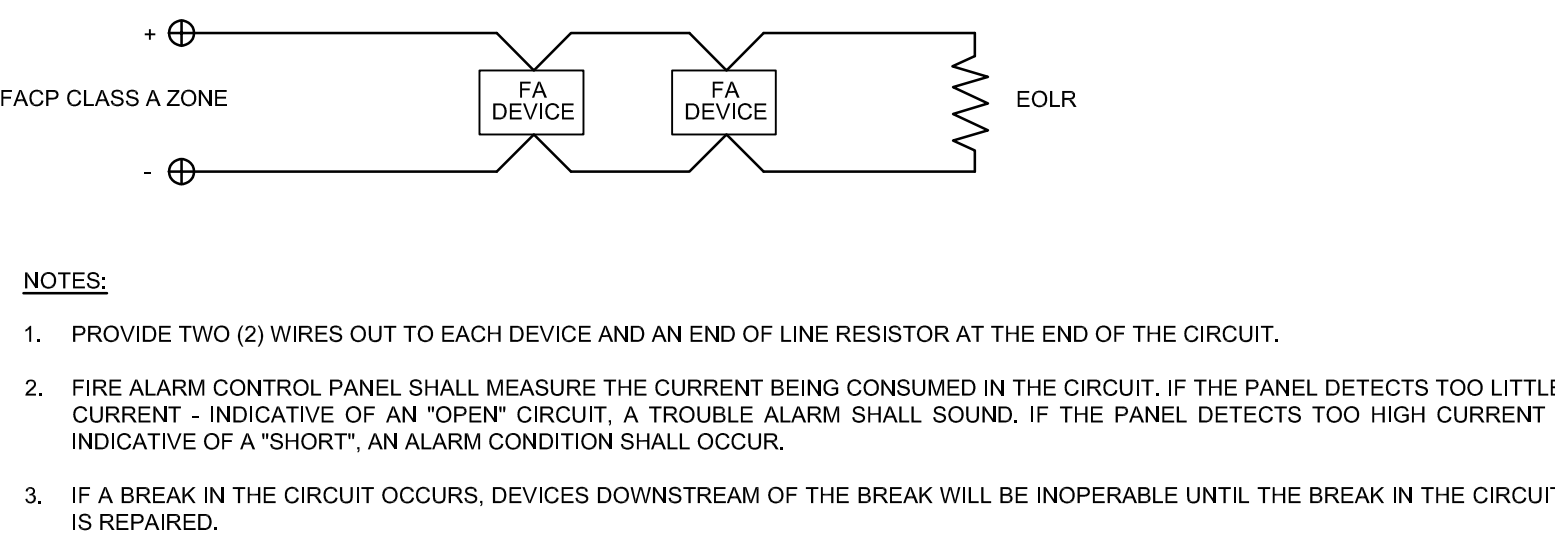 +
FACP CLASS A ZONE
-
FA
DEVICE
FA
DEVICE
EOLR
NOTES:
1. PROVIDE TWO (2) WIRES OUT TO EACH DEVICE AND AN END OF LINE RESISTOR AT THE END OF THE CIRCUIT.
2. FIRE ALARM CONTROL PANEL SHALL MEASURE THE CURRENT BEING CONSUMED IN THE CIRCUIT. IF THE PANEL DETECTS TOO LITTLE
CURRENT - INDICATIVE OF AN "OPEN" CIRCUIT, A TROUBLE ALARM SHALL SOUND. IF THE PANEL DETECTS TOO HIGH CURRENT
INDICATIVE OF A "SHORT", AN ALARM CONDITION SHALL OCCUR.
3. IF A BREAK IN THE CIRCUIT OCCURS, DEVICES DOWNSTREAM OF THE BREAK WILL BE INOPERABLE UNTIL THE BREAK IN THE CIRCUIT
IS REPAIRED.